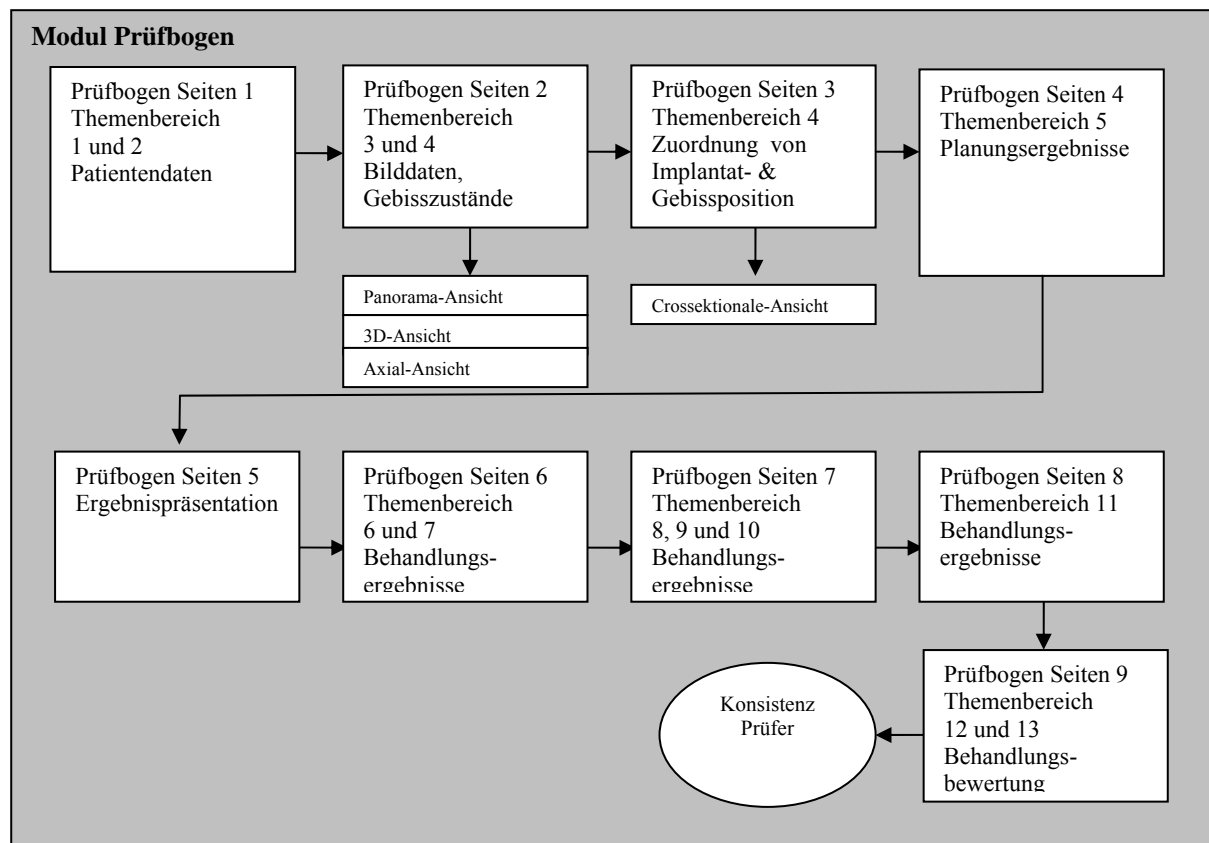 Modul Prüfbogen
Prüfbogen Seiten 1
Themenbereich
1 und 2
Patientendaten
Prüfbogen Seiten 2
Themenbereich
3 und 4
Bilddaten,
Gebisszustände
Prüfbogen Seiten 3
Themenbereich 4
Zuordnung von
Implantat- &
Gebissposition
Prüfbogen Seiten 4
Themenbereich 5
Planungsergebnisse
Panorama-Ansicht
3D-Ansicht
Axial-Ansicht
Crossektionale-Ansicht
Prüfbogen Seiten 5
Ergebnispräsentation
Prüfbogen Seiten 6
Themenbereich
6 und 7
Behandlungs-
ergebnisse
Prüfbogen Seiten 7
Themenbereich
8, 9 und 10
Behandlungs-
ergebnisse
Prüfbogen Seiten 8
Themenbereich 11
Behandlungs-
ergebnisse
Prüfbogen Seiten 9
Themenbereich
12 und 13
Behandlungs-
bewertung
Konsistenz
Prüfer